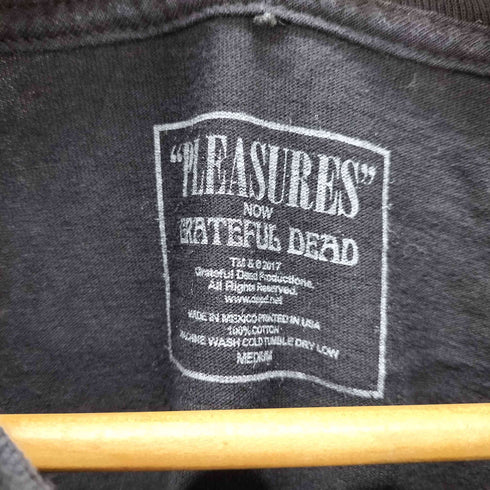 "PLEASURES"
NOW
GRATEFUL DEAD
TM & © 2017
Grateful Dead Productions.
All Rights Reserved.
www.dead.net
MADE IN MEXICO PRINTED IN USA
100% COTTON
MACHINE WASH COLD TUMBLE DRY LOW
MEDIUM